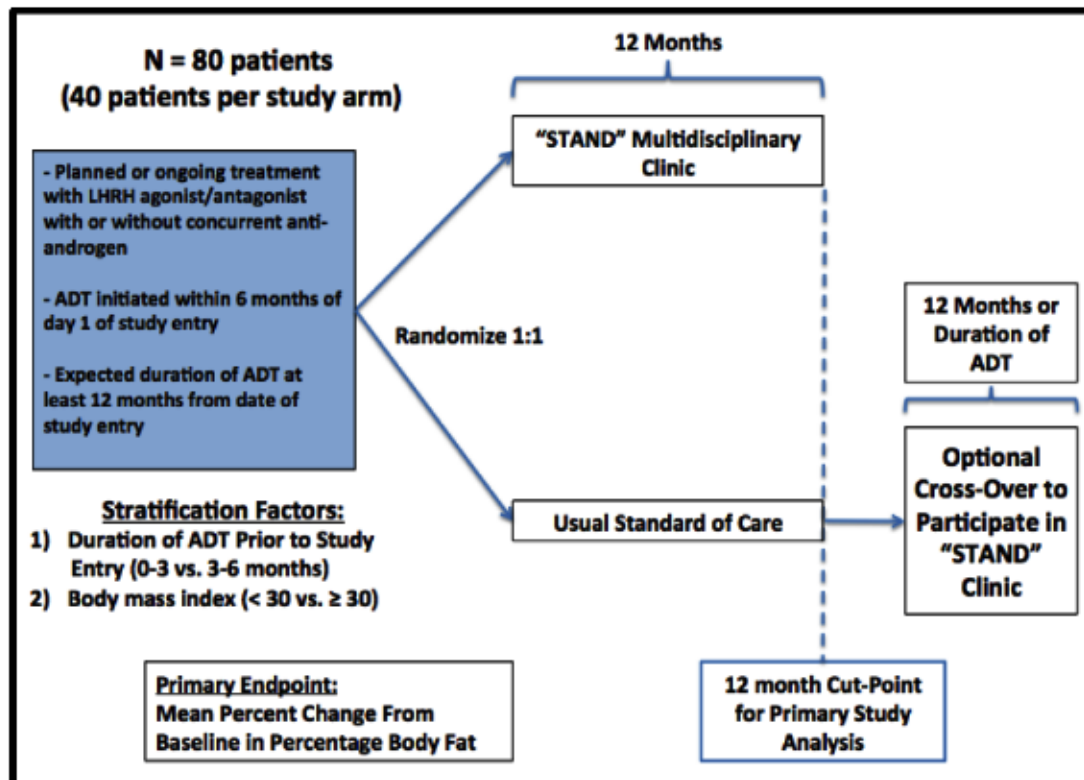 N = 80 patients
(40 patients per study arm)
12 Months
“STAND” Multidisciplinary
Clinic
- Planned or ongoing treatment
with LHRH agonist/antagonist
with or without concurrent anti-
androgen
- ADT initiated within 6 months of
day 1 of study entry
- Expected duration of ADT at
least 12 months from date of
study entry
Randomize 1:1
12 Months or
Duration of
ADT
Stratification Factors:
1) Duration of ADT Prior to Study
Entry (0-3 vs. 3-6 months)
2) Body mass index (< 30 vs. ≥ 30)
Usual Standard of Care
Optional
Cross-Over to
Participate in
“STAND”
Clinic
Primary Endpoint:
Mean Percent Change From
Baseline in Percentage Body Fat
12 month Cut-Point
for Primary Study
Analysis